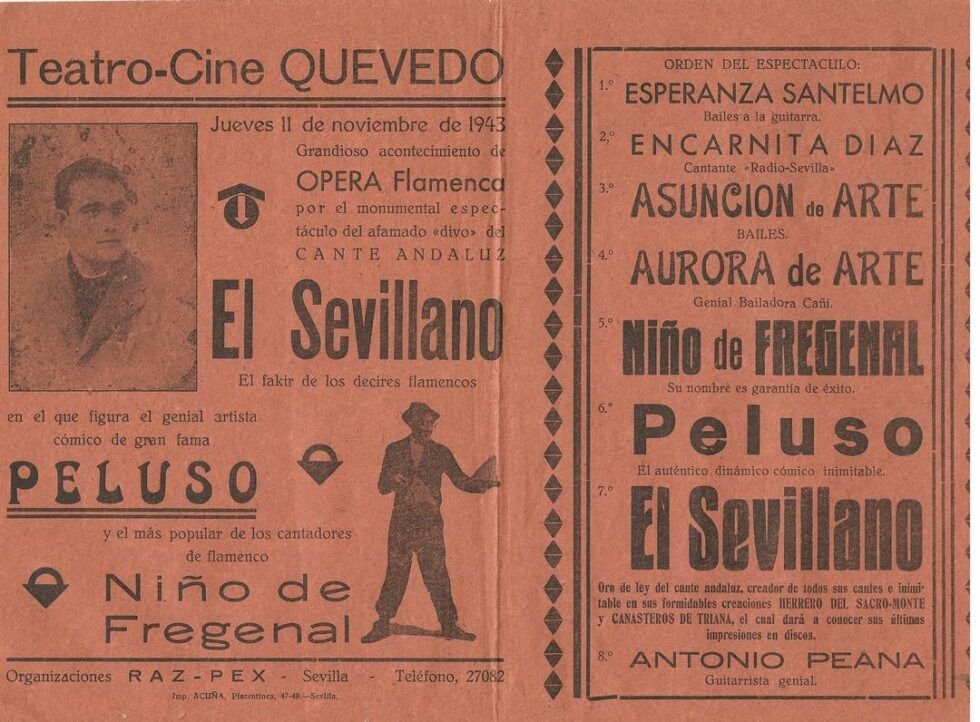 Teatro-Cine QUEVEDO
Jueves 11 de noviembre de 1943
Grandioso acontecimiento de
OPERA Flamenca
por el monumental espec-
táculo del afamado «divo» del
CANTE ANDALUZ
El Sevillano
El fakir de los decires flamencos
en el que figura el genial artista
cómico de gran fama
PELUSO
y el más popular de los cantadores
de flamenco
Niño de
Fregenal
Organizaciones RAZ-PEX - Sevilla - Teléfono, 27082
Imp. ACUÑA, Placentines, 47-49.—Sevilla.
ORDEN DEL ESPECTACULO:
1.º ESPERANZA SANTELMO
Bailes a la guitarra.
2.º ENCARNITA DIAZ
Cantante «Radio-Sevilla»
3.º ASUNCION de ARTE
BAILES.
4.º AURORA de ARTE
Genial Bailadora Cañí.
5.º NIÑO de FREGENAL
Su nombre es garantía de éxito.
6.º Peluso
El auténtico dinámico cómico inimitable.
7.º El Sevillano
Oro de ley del cante andaluz, creador de todos sus cantes e inimi-
table en sus formidables creaciones HERRERO DEL SACRO-MONTE
y CANASTEROS DE TRIANA, el cual dará a conocer sus últimas
impresiones en discos.
8.º ANTONIO PEANA
Guitarrista genial.